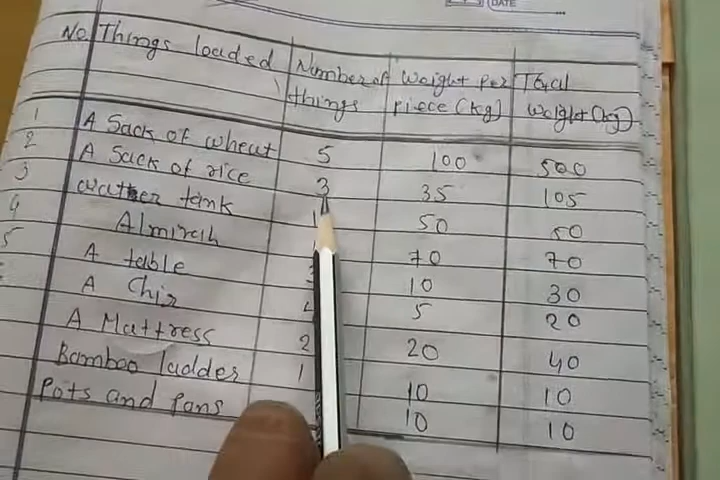 DATE
No. Things loaded Number of things Weight per piece (kg) Total weight (kg)
1 A Sack of wheat 5 100 500
2 A Sack of rice 3 35 105
3 Watter tank 1 50 50
4 Almirah 70 70
5 A table 10 30
A Chir 5 20
A Mattress 2 20 40
Bamboo ladder 1 10 10
Pots and Pans 10 10